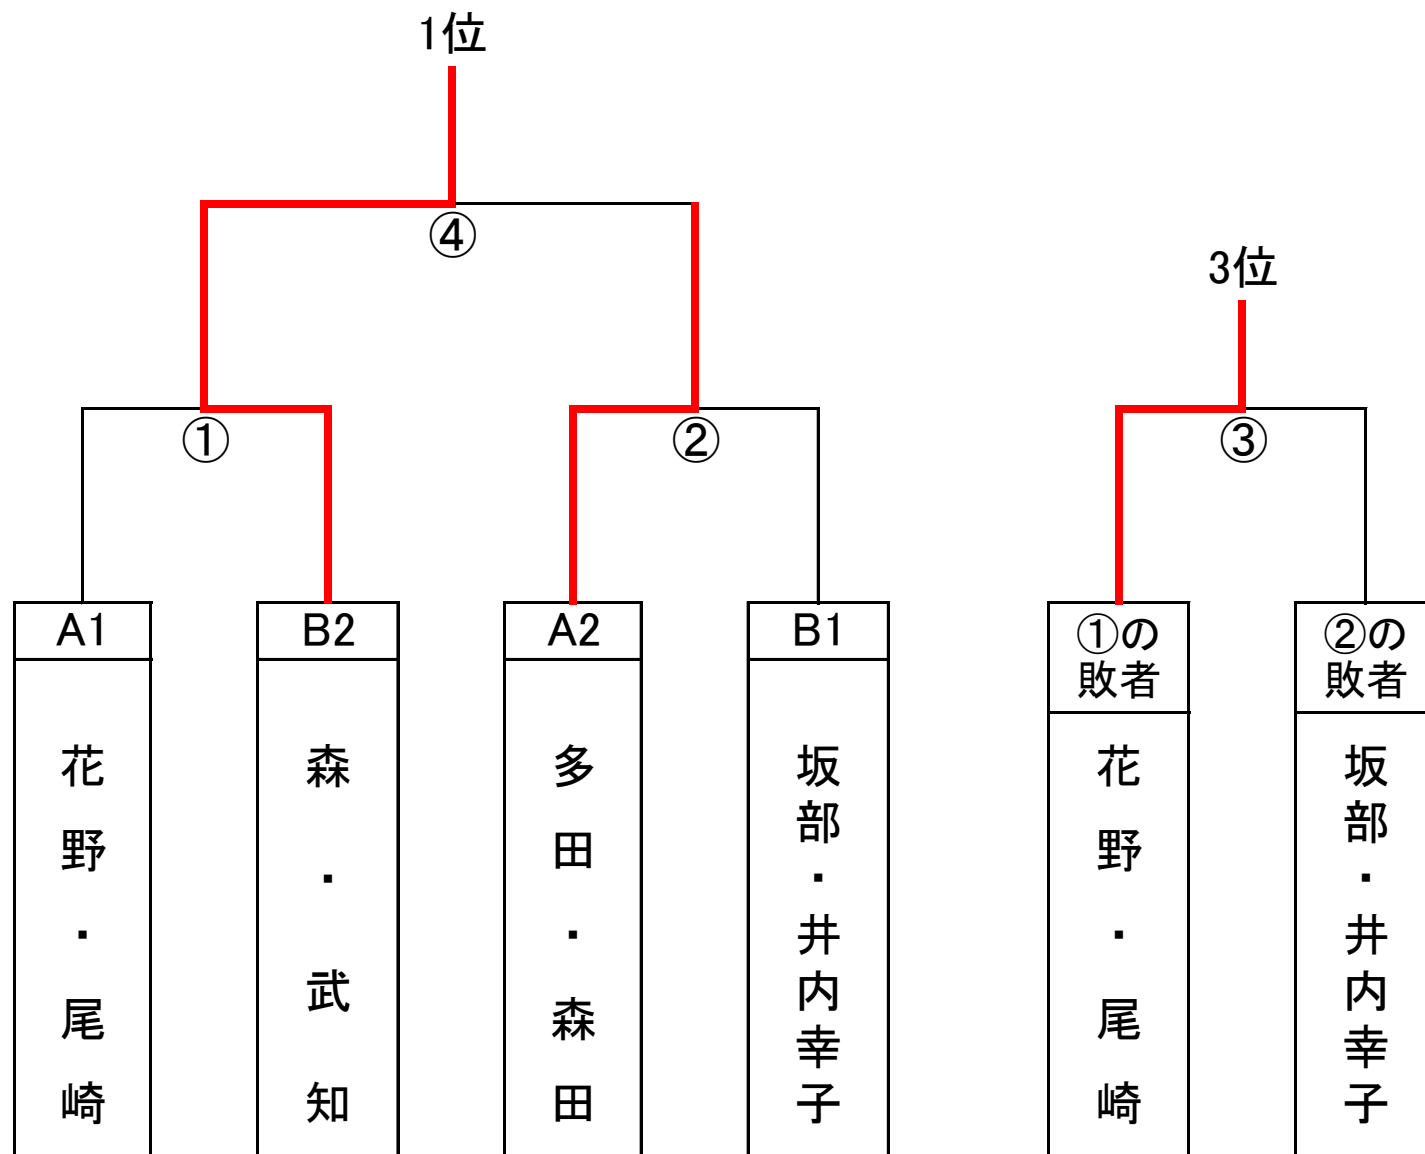 1位
④
3位
①
②
③
A1
B2
A2
B1
①の
敗者
②の
敗者
花野・尾崎
森・武知
多田・森田
坂部・井内幸子
花野・尾崎
坂部・井内幸子